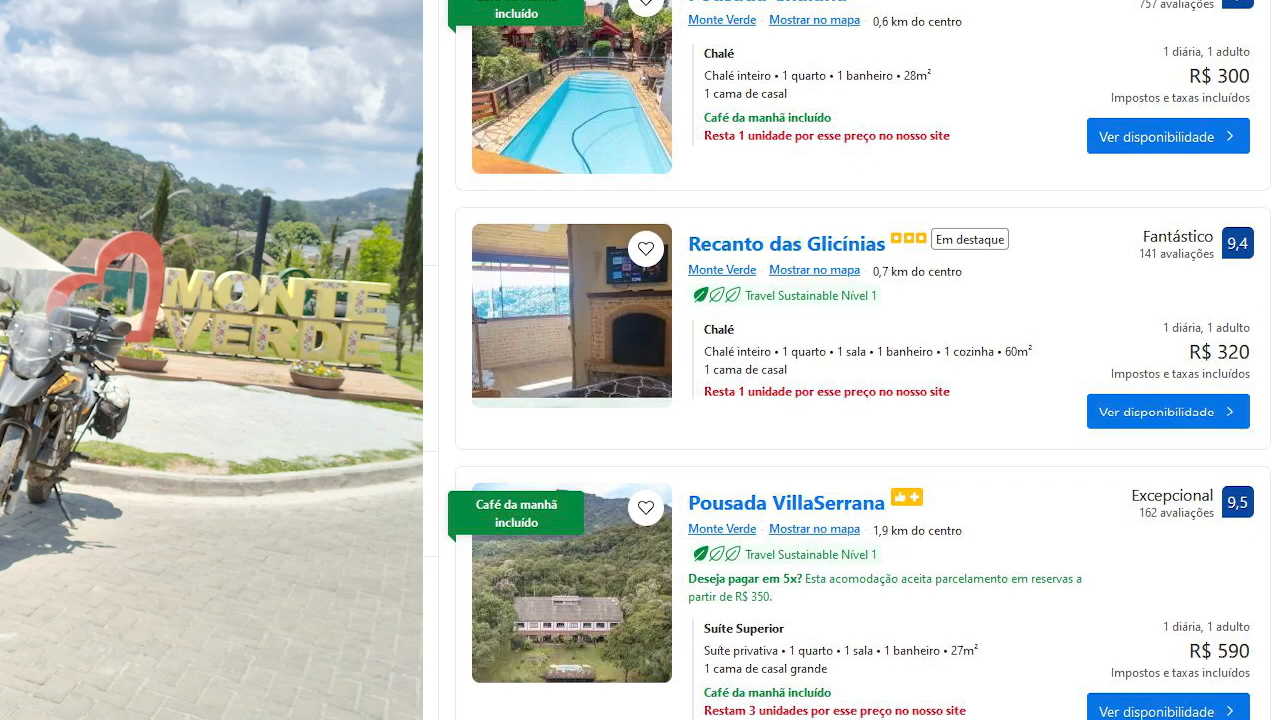 MONTE
VERDE
incluído
757 avaliações
Monte Verde Mostrar no mapa 0,6 km do centro
Chalé
1 diária, 1 adulto
Chalé inteiro • 1 quarto • 1 banheiro • 28m²
R$ 300
1 cama de casal
Impostos e taxas incluídos
Café da manhã incluído
Resta 1 unidade por esse preço no nosso site
Ver disponibilidade
Recanto das Glicínias Em destaque
Fantástico
9,4
141 avaliações
Monte Verde Mostrar no mapa 0,7 km do centro
Travel Sustainable Nível 1
Chalé
1 diária, 1 adulto
Chalé inteiro • 1 quarto • 1 sala • 1 banheiro • 1 cozinha • 60m²
R$ 320
1 cama de casal
Impostos e taxas incluídos
Resta 1 unidade por esse preço no nosso site
Ver disponibilidade
Café da manhã
incluído
Pousada VillaSerrana
Excepcional
9,5
162 avaliações
Monte Verde Mostrar no mapa 1,9 km do centro
Travel Sustainable Nível 1
Deseja pagar em 5x? Esta acomodação aceita parcelamento em reservas a
partir de R$ 350.
Suíte Superior
1 diária, 1 adulto
Suíte privativa • 1 quarto • 1 sala • 1 banheiro • 27m²
R$ 590
1 cama de casal grande
Impostos e taxas incluídos
Café da manhã incluído
Restam 3 unidades por esse preço no nosso site
Ver disponibilidade